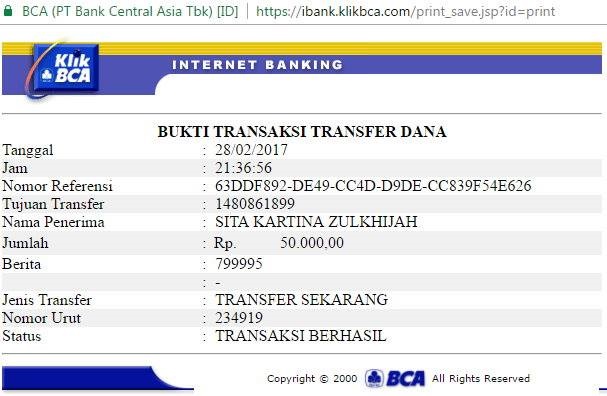 BCA (PT Bank Central Asia Tbk) [ID] | https://ibank.klikbca.com/print_save.jsp?id=print
Klik BCA
INTERNET BANKING
BUKTI TRANSAKSI TRANSFER DANA
Tanggal : 28/02/2017
Jam : 21:36:56
Nomor Referensi : 63DDF892-DE49-CC4D-D9DE-CC839F54E626
Tujuan Transfer : 1480861899
Nama Penerima : SITA KARTINA ZULKHIJAH
Jumlah : Rp. 50.000,00
Berita : 799995
: -
Jenis Transfer : TRANSFER SEKARANG
Nomor Urut : 234919
Status : TRANSAKSI BERHASIL
Copyright © 2000 BCA All Rights Reserved